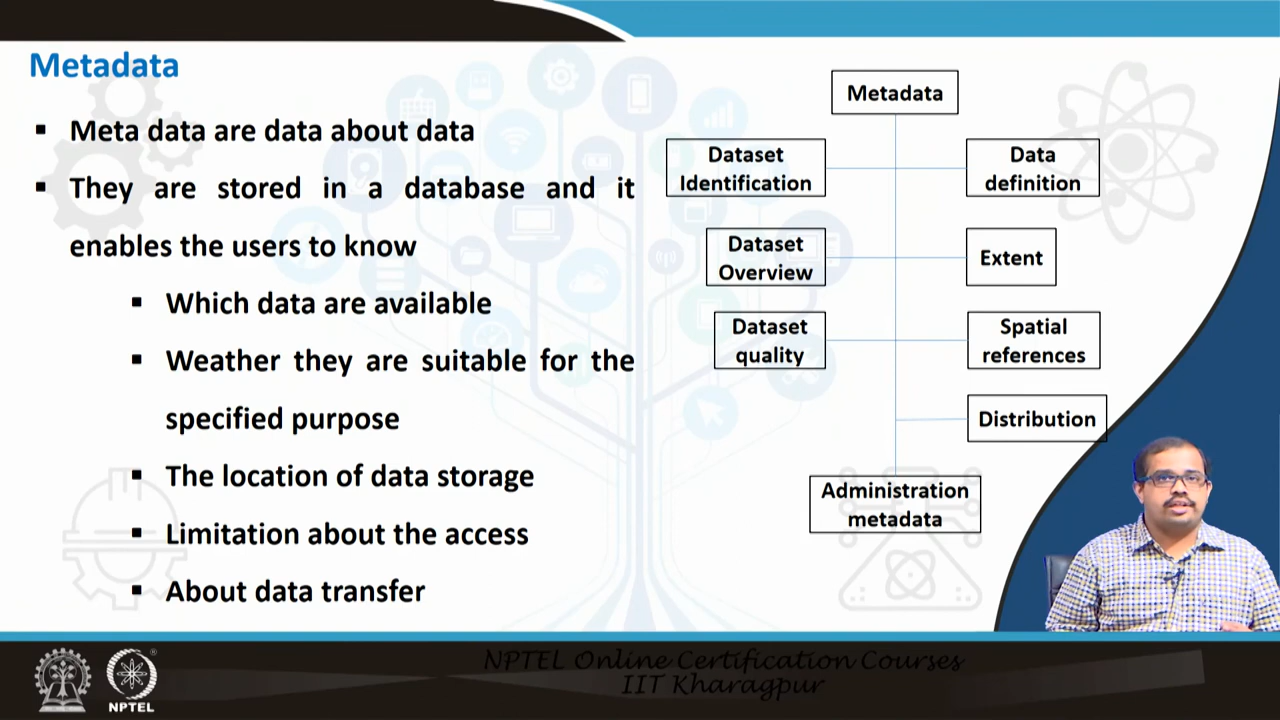 Metadata
▪ Meta data are data about data
▪ They are stored in a database and it
enables the users to know
▪ Which data are available
▪ Weather they are suitable for the
specified purpose
▪ The location of data storage
▪ Limitation about the access
▪ About data transfer
Metadata
Dataset
Identification
Data
definition
Dataset
Overview
Extent
Dataset
quality
Spatial
references
Distribution
Administration
metadata
NPTEL Online Certification Courses
IIT Kharagpur
NPTEL